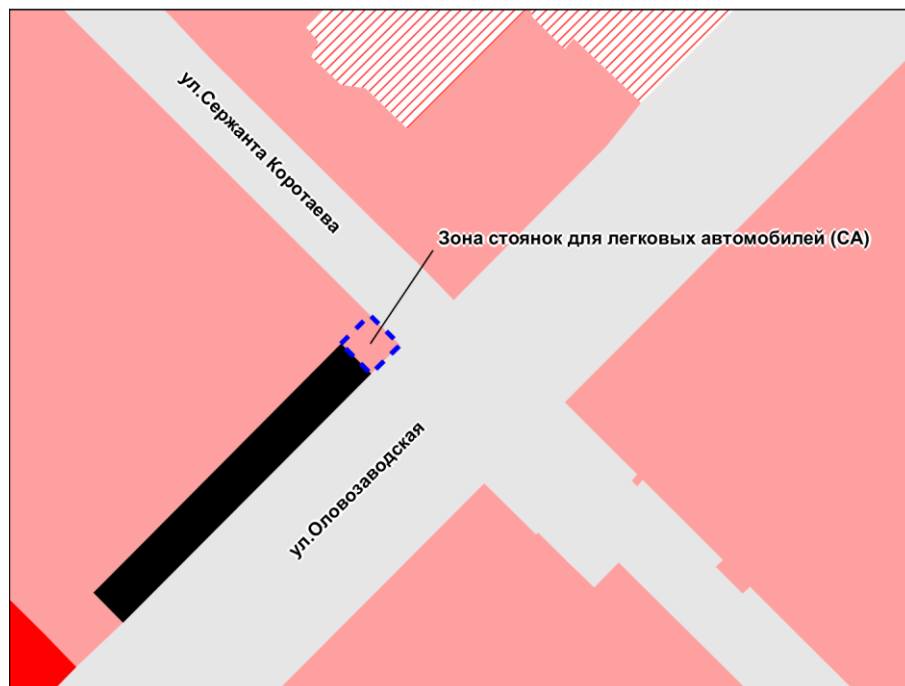 ул.Сержанта Коротаева
Зона стоянок для легковых автомобилей (СА)
ул.Оловозаводская